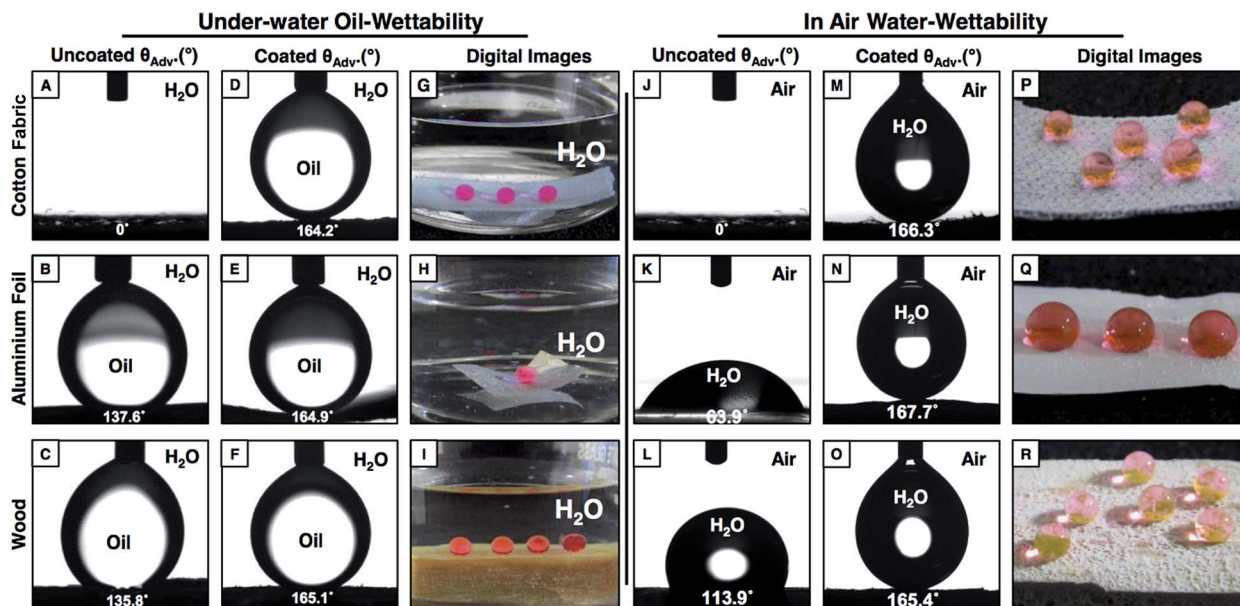 Under-water Oil-Wettability
In Air Water-Wettability
Uncoated θAdv.(°)
Coated θAdv.(°)
Digital Images
Uncoated θAdv.(°)
Coated θAdv.(°)
Digital Images
Cotton Fabric
A
H₂O
0°
D
H₂O
Oil
164.2°
G
H₂O
J
Air
0°
M
Air
H₂O
166.3°
P
Aluminium Foil
B
H₂O
Oil
137.6°
E
H₂O
Oil
164.9°
H
H₂O
K
Air
H₂O
63.9°
N
Air
H₂O
167.7°
Q
Wood
C
H₂O
Oil
135.8°
F
H₂O
Oil
165.1°
I
H₂O
L
Air
H₂O
113.9°
O
Air
H₂O
165.4°
R